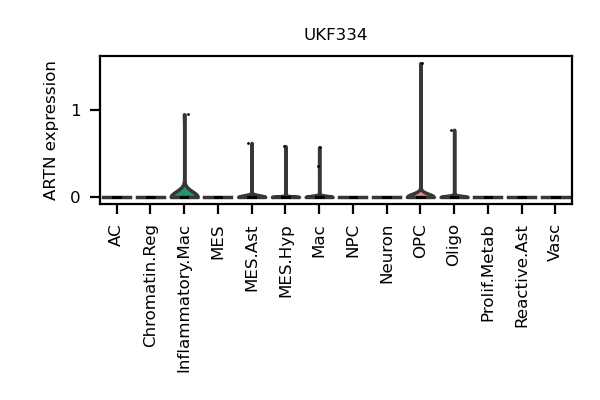 UKF334
ARTN expression
1
0
AC
Chromatin.Reg
Inflammatory.Mac
MES
MES.Ast
MES.Hyp
Mac
NPC
Neuron
OPC
Oligo
Prolif.Metab
Reactive.Ast
Vasc